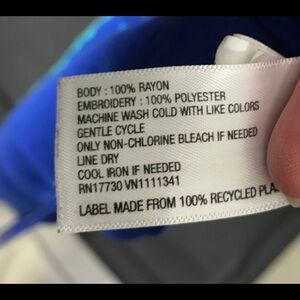 BODY : 100% RAYON
EMBROIDERY : 100% POLYESTER
MACHINE WASH COLD WITH LIKE COLORS
GENTLE CYCLE
ONLY NON-CHLORINE BLEACH IF NEEDED
LINE DRY
COOL IRON IF NEEDED
RN17730 VN1111341
LABEL MADE FROM 100% RECYCLED